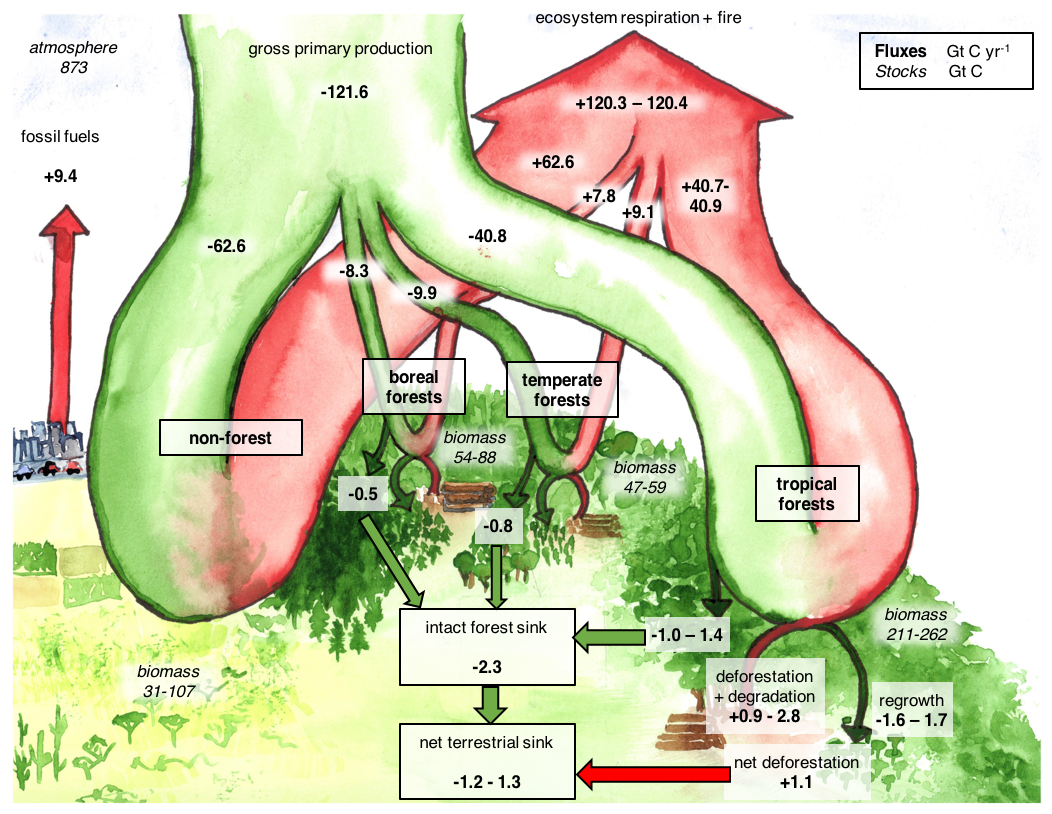 ecosystem respiration + fire
atmosphere
873
gross primary production
Fluxes Gt C yr-1
Stocks Gt C
-121.6
+120.3 – 120.4
fossil fuels
+9.4
+62.6
+7.8
+9.1
+40.7-
40.9
-62.6
-40.8
-8.3
-9.9
boreal
forests
temperate
forests
non-forest
biomass
54-88
biomass
47-59
tropical
forests
-0.5
-0.8
intact forest sink
-2.3
-1.0 – 1.4
biomass
211-262
biomass
31-107
deforestation
+ degradation
+0.9 - 2.8
regrowth
-1.6 – 1.7
net terrestrial sink
-1.2 - 1.3
net deforestation
+1.1